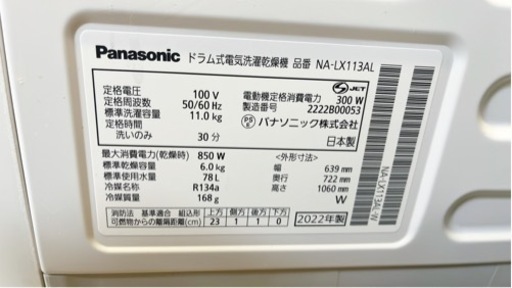 Panasonic ドラム式電気洗濯乾燥機 品番 NA-LX113AL
定格電圧 100 V
定格周波数 50/60 Hz
標準洗濯容量 11.0 kg
定格時間
洗いのみ 30 分
S JET
電動機定格消費電力 300 W
製造番号 2222B00053
PS E パナソニック株式会社
日本製
最大消費電力(乾燥時) 850 W
標準乾燥容量 6.0 kg
標準使用水量 78 L
冷媒名称 R134a
冷媒質量 168 g
<外形寸法>
幅 639 mm
奥行 722 mm
高さ 1060 mm
W
消防法 基準適合 組込形 上方 側方 後方 下方
可燃物からの離隔距離(cm) 23 1 1 0
2022年製
NA-LX113AL-W